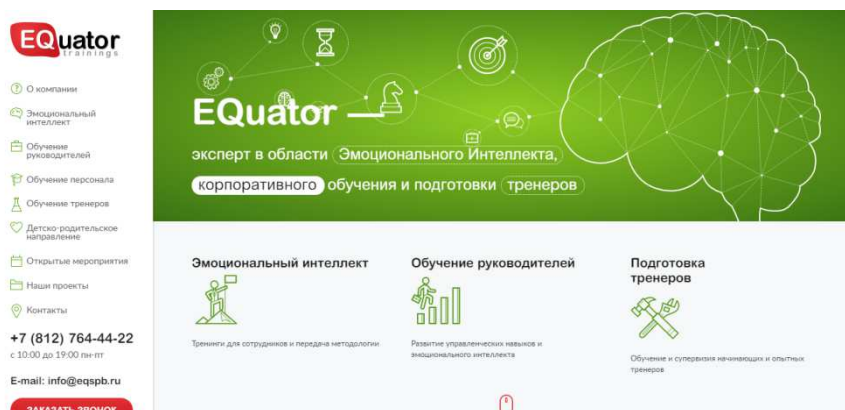 EQuator
trainings
О компании
Эмоциональный
интеллект
Обучение
руководителей
Обучение персонала
Обучение тренеров
Детско-родительское
направление
Открытые мероприятия
Наши проекты
Контакты
+7 (812) 764-44-22
с 10:00 до 19:00 пн-пт
E-mail: info@eqspb.ru
ЗАКАЗАТЬ ЗВОНОК
EQuator —
эксперт в области Эмоционального Интеллекта,
корпоративного обучения и подготовки тренеров
Эмоциональный интеллект
Тренинги для сотрудников и передача методологии
Обучение руководителей
Развитие управленческих навыков и
эмоционального интеллекта
Подготовка
тренеров
Обучение и супервизия начинающих и опытных
тренеров